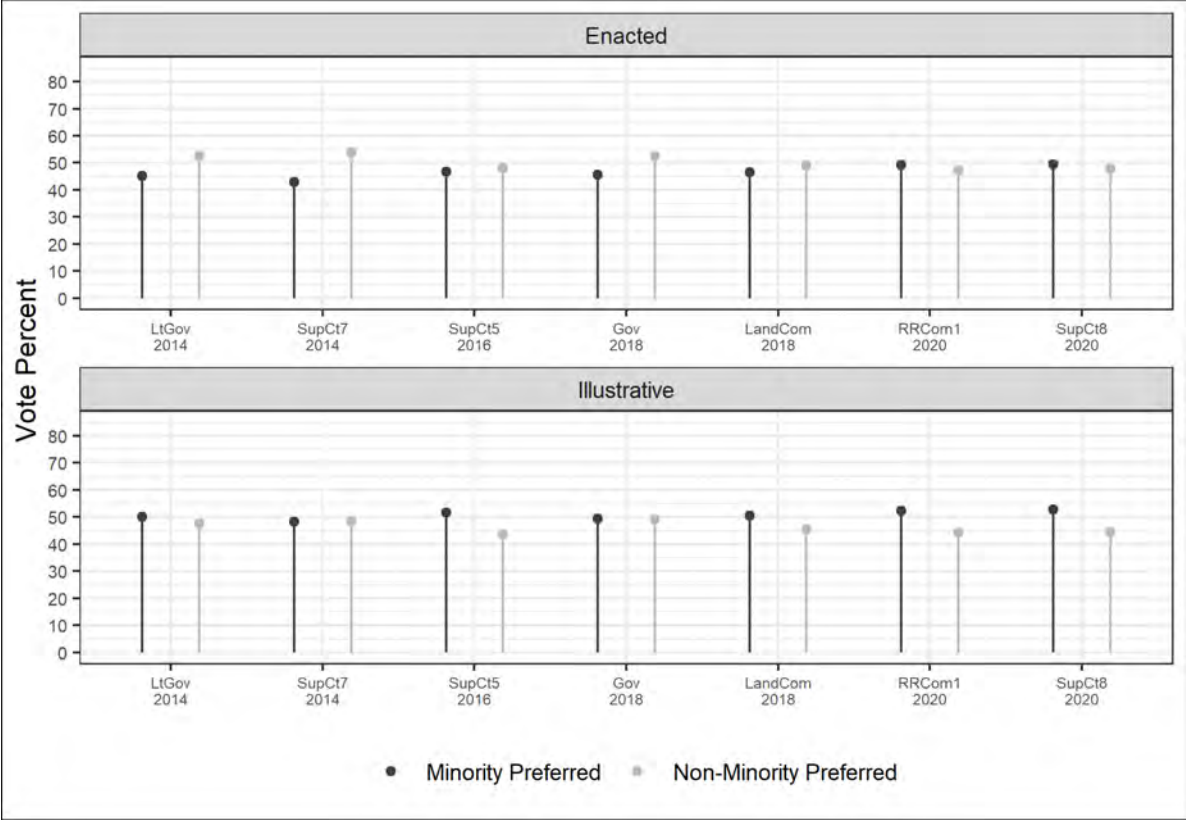 Enacted
80
70
60
50
40
30
20
10
0
LtGov SupCt7 SupCt5 Gov LandCom RRCom1 SupCt8
2014 2014 2016 2018 2018 2020 2020
Vote Percent
Illustrative
80
70
60
50
40
30
20
10
0
LtGov SupCt7 SupCt5 Gov LandCom RRCom1 SupCt8
2014 2014 2016 2018 2018 2020 2020
Minority Preferred Non-Minority Preferred